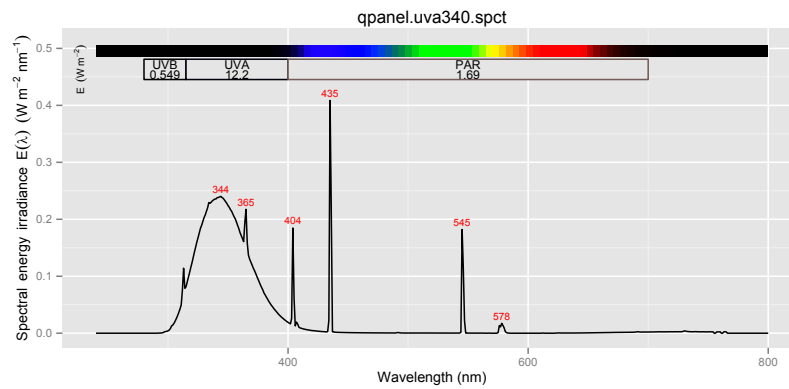 qpanel.uva340.spct
0.5
0.4
0.3
0.2
0.1
0.0
Spectral energy irradiance E(λ) (W m⁻² nm⁻¹)
E (W m⁻²)
UVB
0.549
UVA
12.2
PAR
1.69
435
344
365
404
545
578
400
600
800
Wavelength (nm)